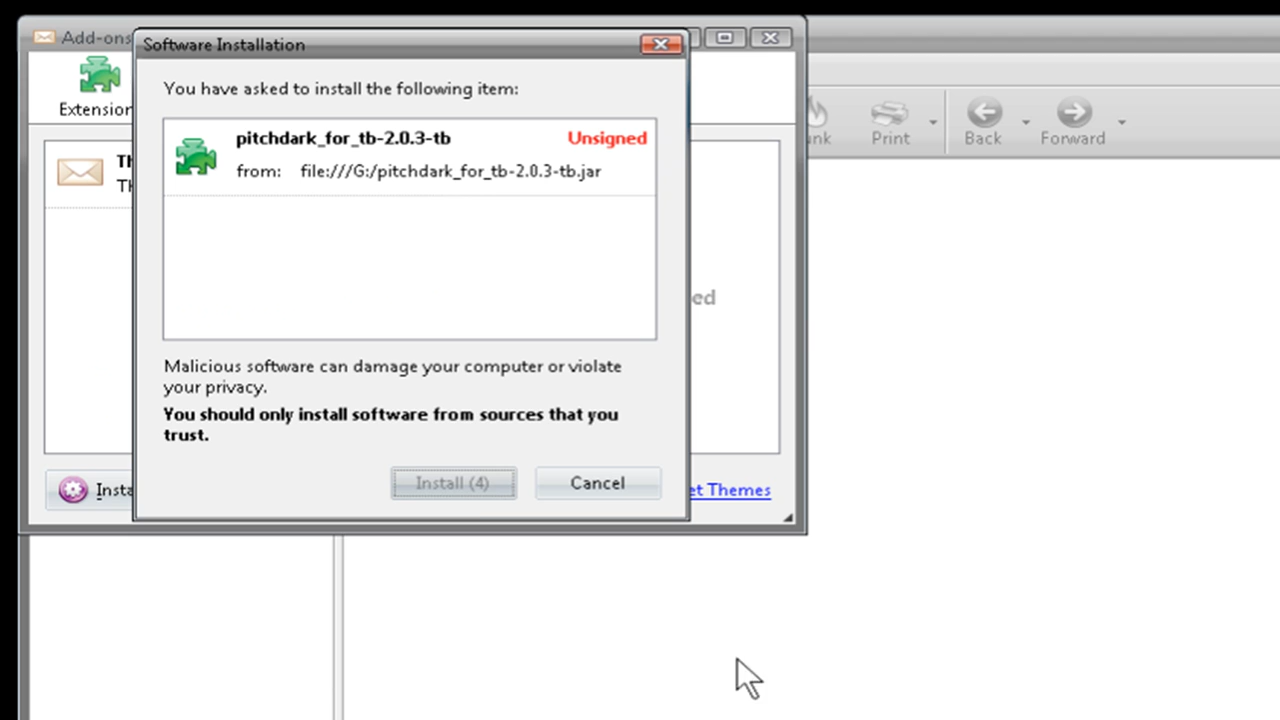 Add-ons
Software Installation
Extension
You have asked to install the following item:
pitchdark_for_tb-2.0.3-tb Unsigned
from: file:///G:/pitchdark_for_tb-2.0.3-tb.jar
Print Back Forward
Malicious software can damage your computer or violate
your privacy.
You should only install software from sources that you
trust.
Install (4) Cancel
et Themes